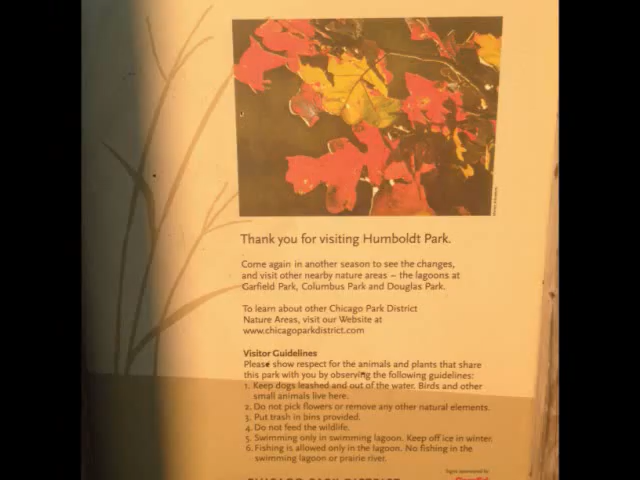 Thank you for visiting Humboldt Park.
Come again in another season to see the changes,
and visit other nearby nature areas – the lagoons at
Garfield Park, Columbus Park and Douglas Park.
To learn about other Chicago Park District
Nature Areas, visit our Website at
www.chicagoparkdistrict.com
Visitor Guidelines
Please show respect for the animals and plants that share
this park with you by observing the following guidelines:
1. Keep dogs leashed and out of the water. Birds and other
small animals live here.
2. Do not pick flowers or remove any other natural elements.
3. Put trash in bins provided.
4. Do not feed the wildlife.
5. Swimming only in swimming lagoon. Keep off ice in winter.
6. Fishing is allowed only in the lagoon. No fishing in the
swimming lagoon or prairie river.
Signs sponsored by
CHICAGO PARK DISTRICT